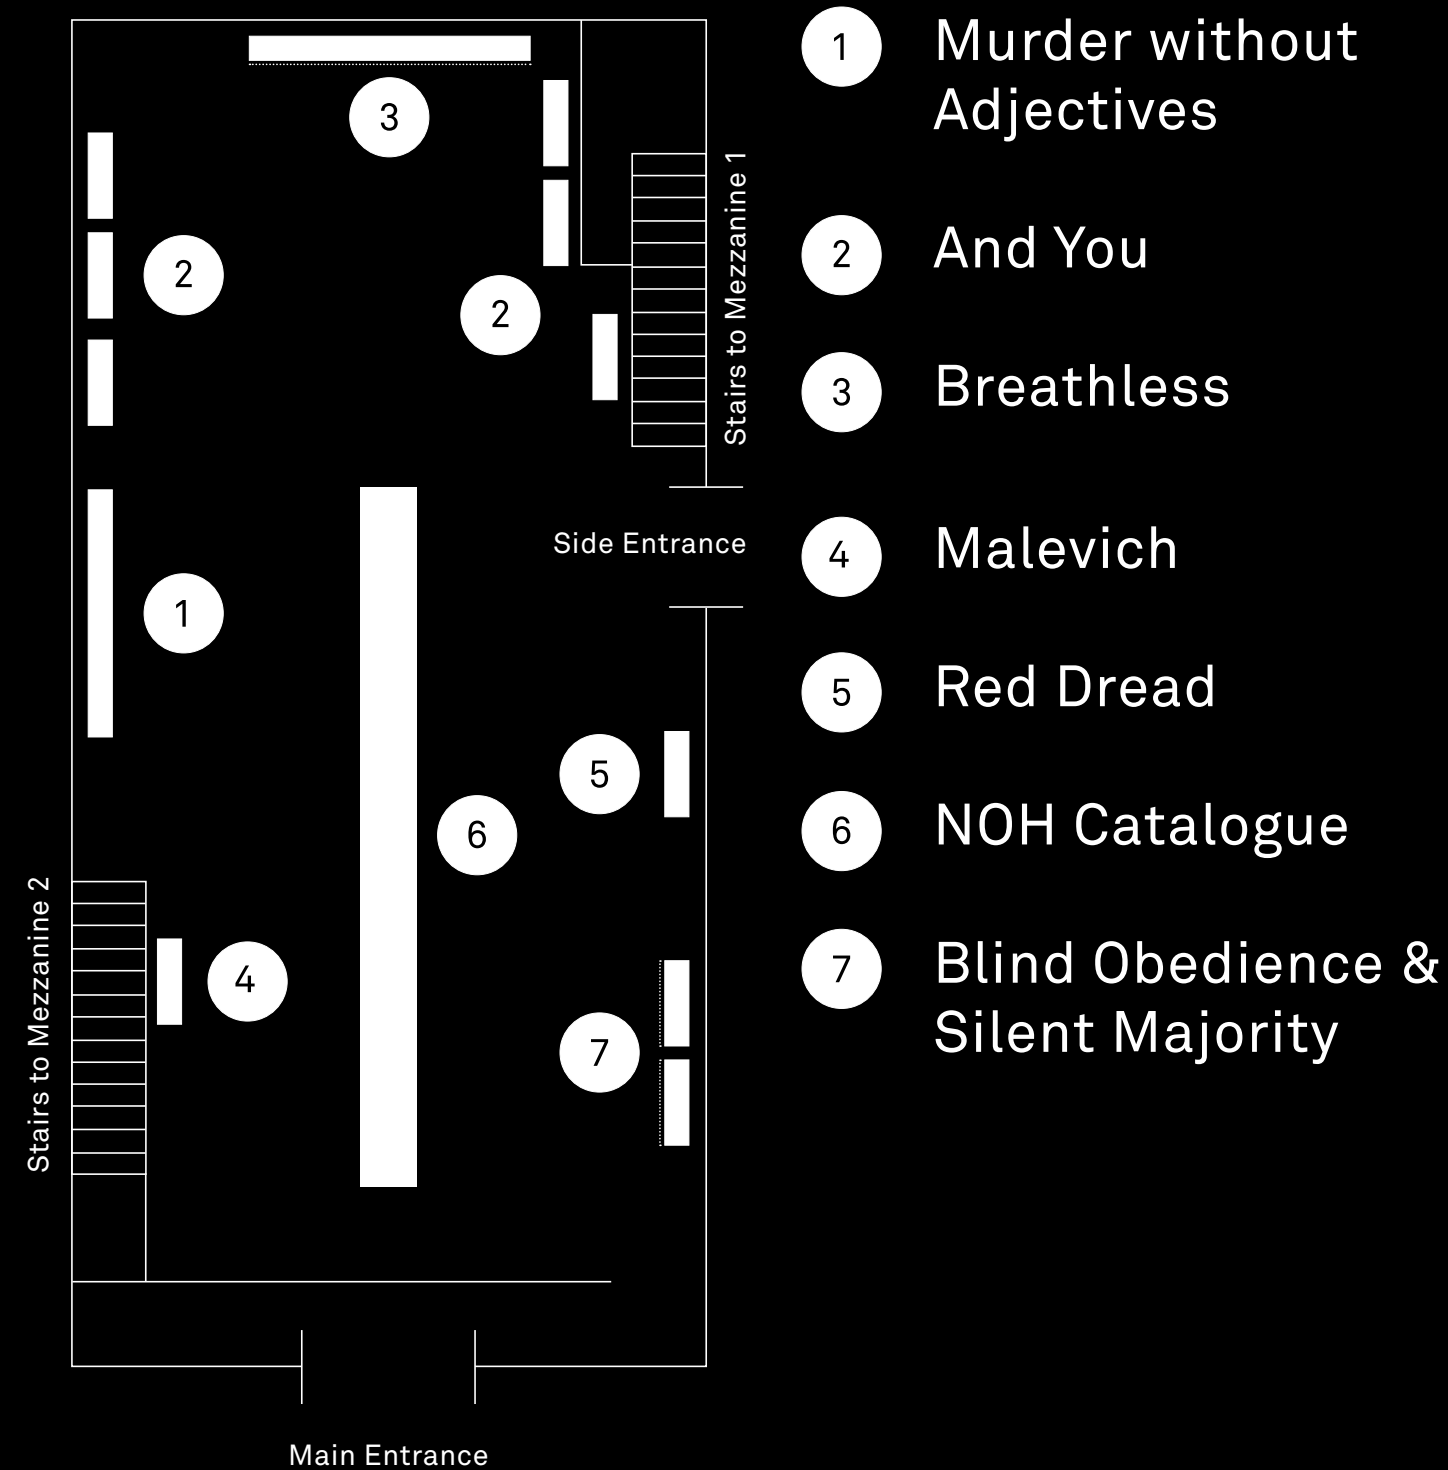 3
2
2
Stairs to Mezzanine 1
Side Entrance
1
5
6
Stairs to Mezzanine 2
4
7
Main Entrance
1 Murder without
Adjectives
2 And You
3 Breathless
4 Malevich
5 Red Dread
6 NOH Catalogue
7 Blind Obedience &
Silent Majority